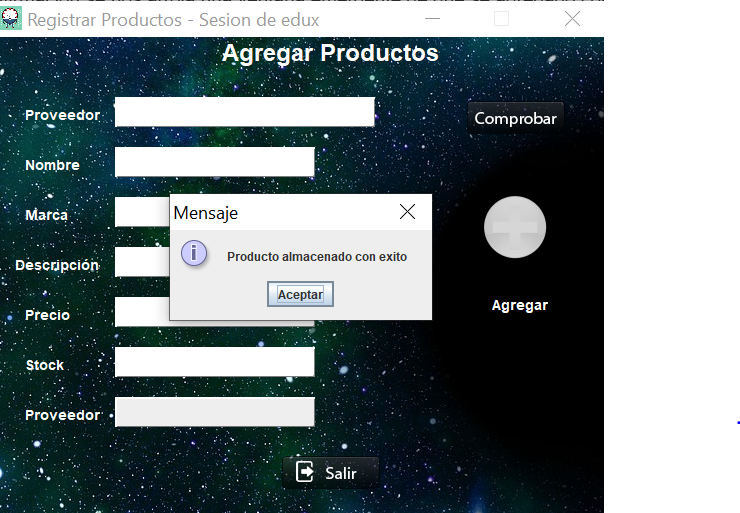 Registrar Productos - Sesion de edux
Agregar Productos
Proveedor
Comprobar
Nombre
Marca
Mensaje
Producto almacenado con exito
Aceptar
Descripción
Precio
Agregar
Stock
Proveedor
Salir